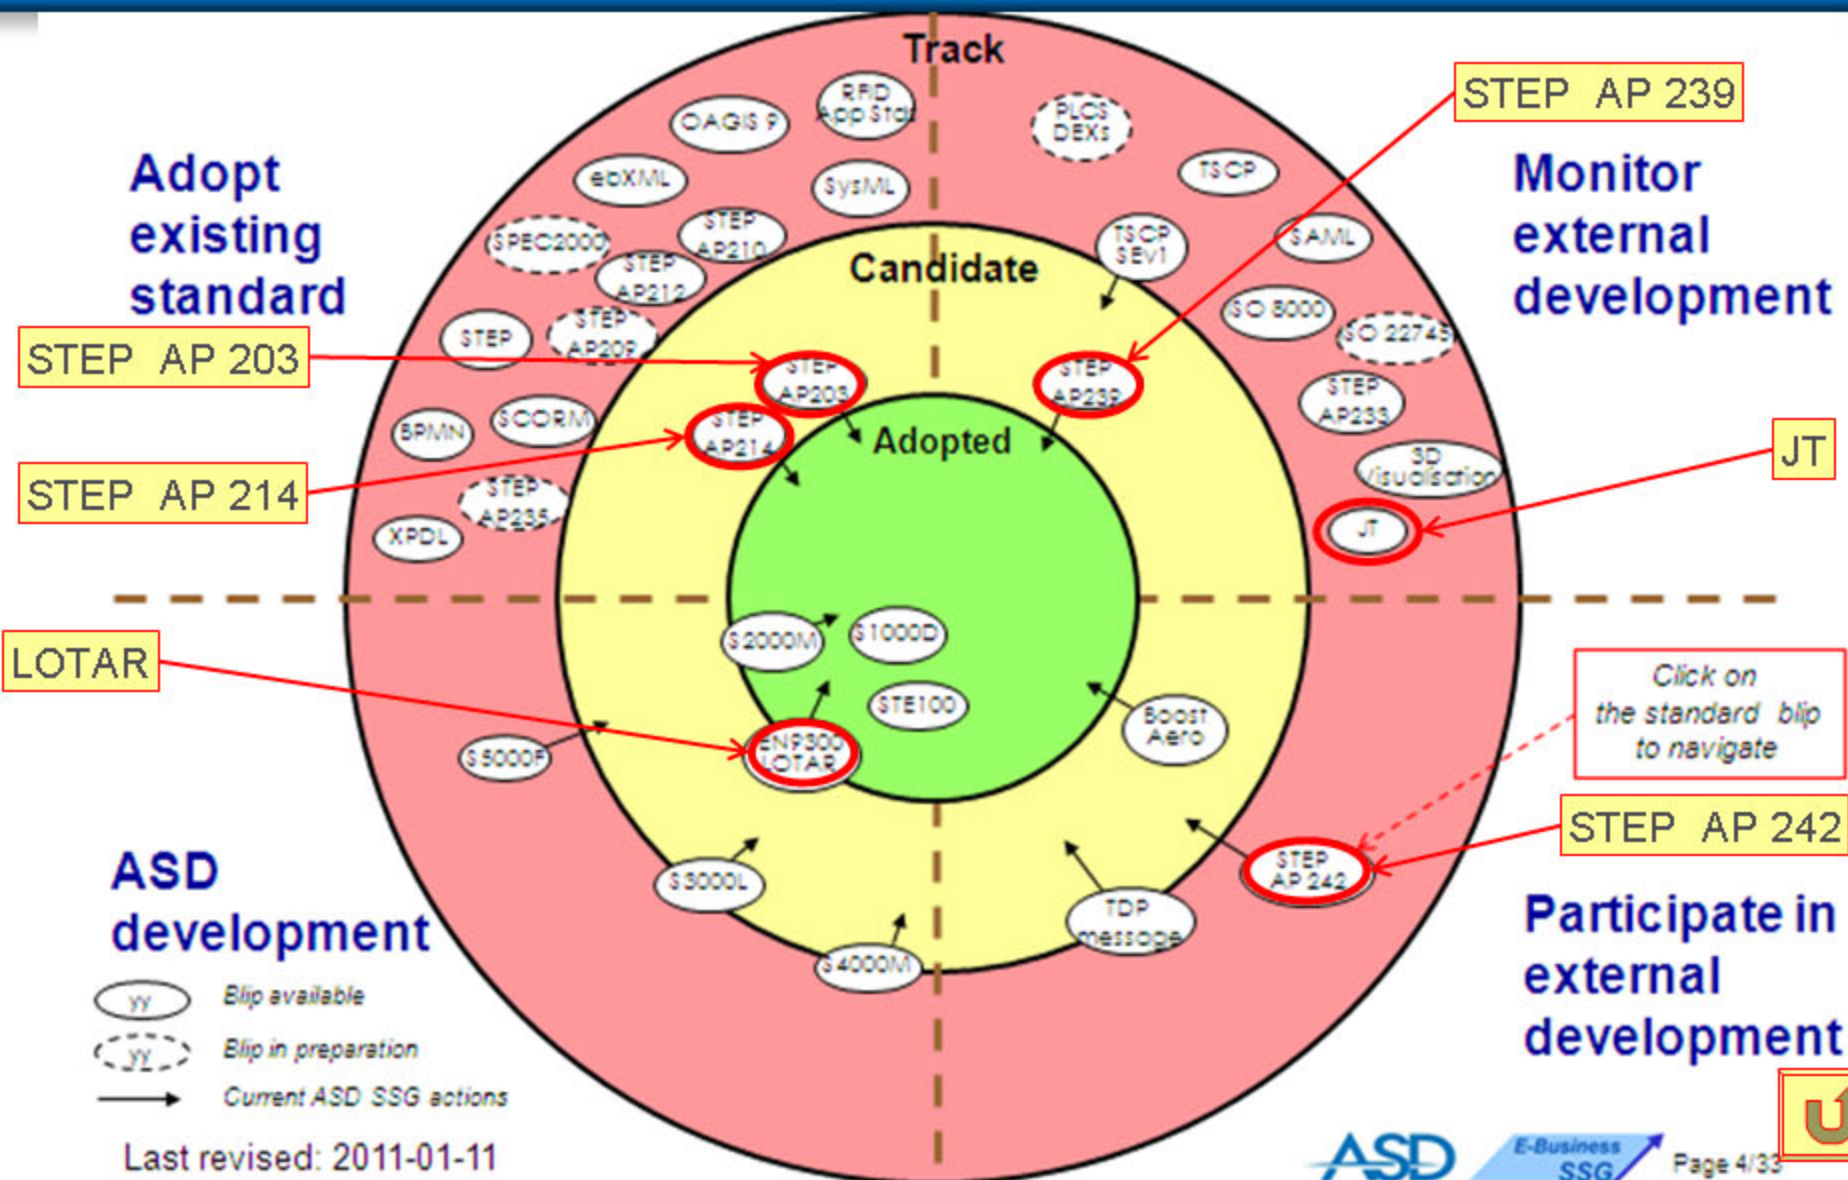 Track
Candidate
Adopted
Adopt
existing
standard
Monitor
external
development
ASD
development
Participate in
external
development
STEP AP 203
STEP AP 214
LOTAR
STEP AP 239
JT
STEP AP 242
Click on
the standard blip
to navigate
OAGIS 9
RFID
App Stds
ebXML
SysML
SPEC2000
STEP
AP210
STEP
AP212
STEP
STEP
AP209
STEP
AP203
STEP
AP214
BPMN
SCORM
STEP
AP235
XPDL
PLCS
DEXs
TSCP
TSCP
SEv1
SAML
ISO 8000
ISO 22745
STEP
AP239
STEP
AP233
3D
Visualisation
JT
S2000M
S1000D
STE100
EN9300
LOTAR
S5000F
S3000L
S4000M
Boost
Aero
TDP
message
STEP
AP 242
yy Blip available
yy Blip in preparation
Current ASD SSG actions
Last revised: 2011-01-11
ASD
E-Business
SSG
Page 4/33